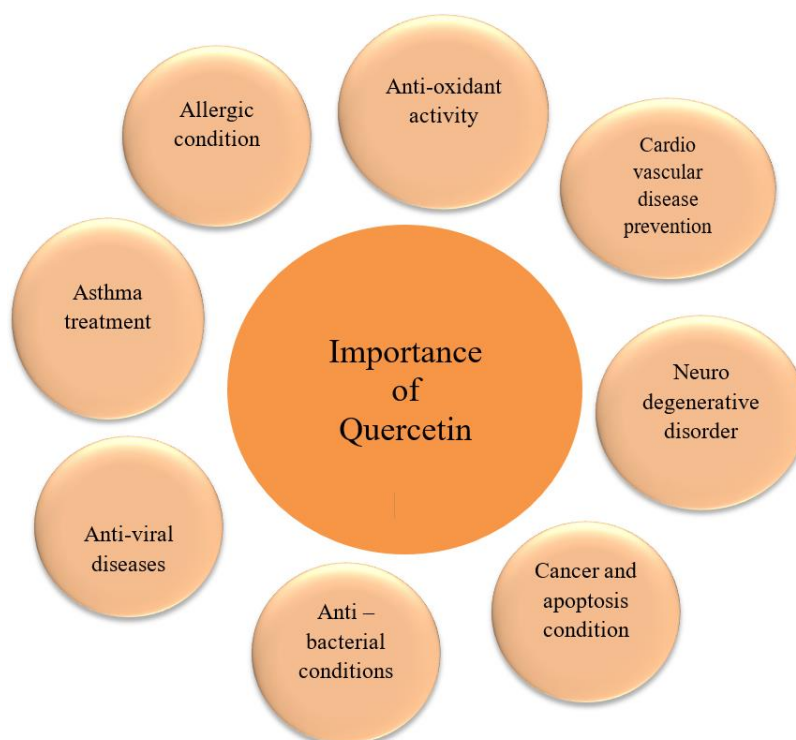 Allergic
condition
Anti-oxidant
activity
Cardio
vascular
disease
prevention
Asthma
treatment
Importance
of
Quercetin
Neuro
degenerative
disorder
Anti-viral
diseases
Anti –
bacterial
conditions
Cancer and
apoptosis
condition